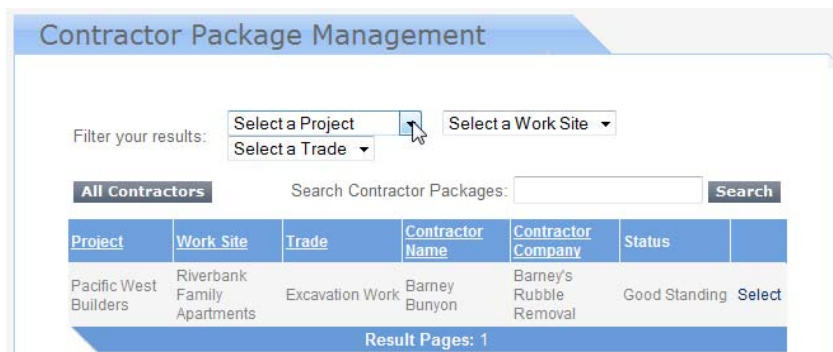 Contractor Package Management
Filter your results: Select a Project Select a Work Site
Select a Trade
All Contractors Search Contractor Packages: Search
Project Work Site Trade Contractor Name Contractor Company Status
Pacific West Builders Riverbank Family Apartments Excavation Work Barney Bunyon Barney's Rubble Removal Good Standing Select
Result Pages: 1